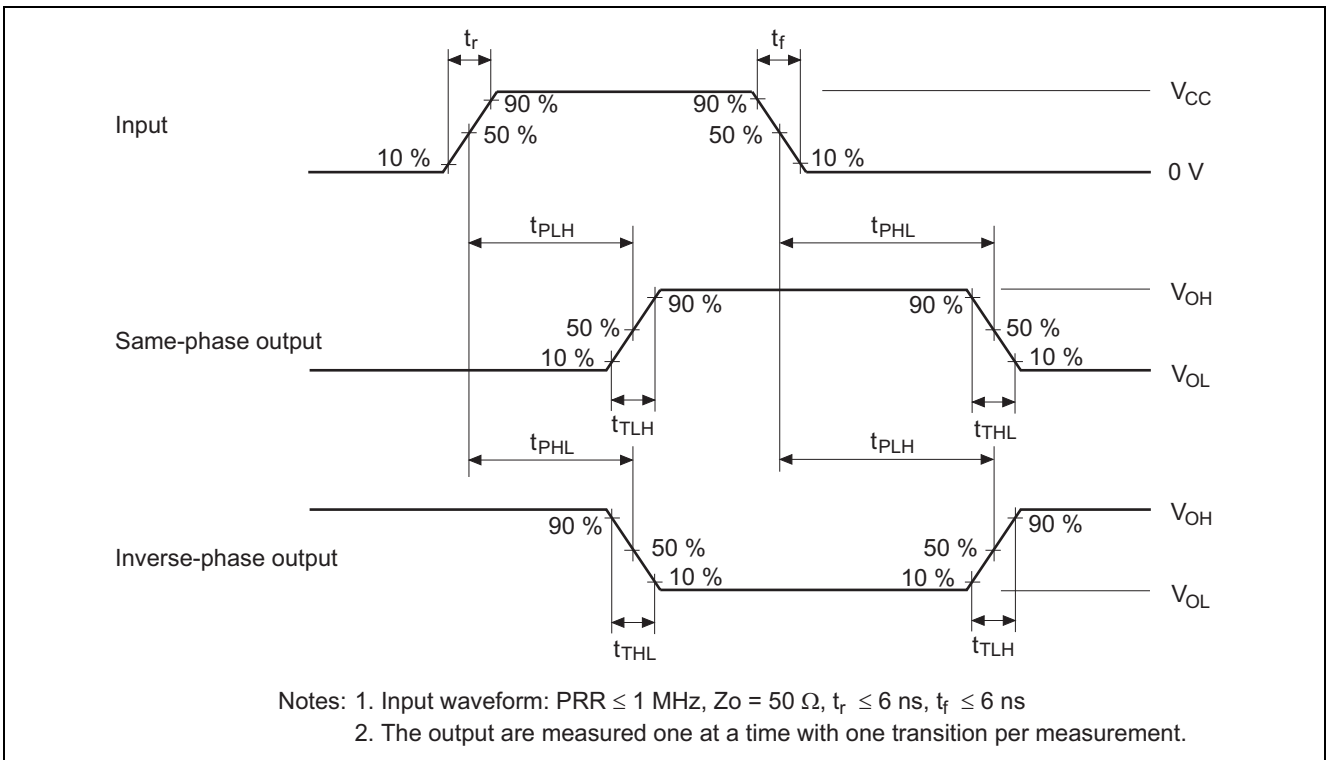 tr
tf
90 %
90 %
VCC
Input
50 %
50 %
10 %
10 %
0 V
tPLH
tPHL
90 %
90 %
VOH
50 %
50 %
Same-phase output
10 %
10 %
VOL
tTLH
tTHL
tPHL
tPLH
90 %
90 %
VOH
Inverse-phase output
50 %
50 %
10 %
10 %
VOL
tTHL
tTLH
Notes: 1. Input waveform: PRR ≤ 1 MHz, Zo = 50 Ω, tr ≤ 6 ns, tf ≤ 6 ns
2. The output are measured one at a time with one transition per measurement.